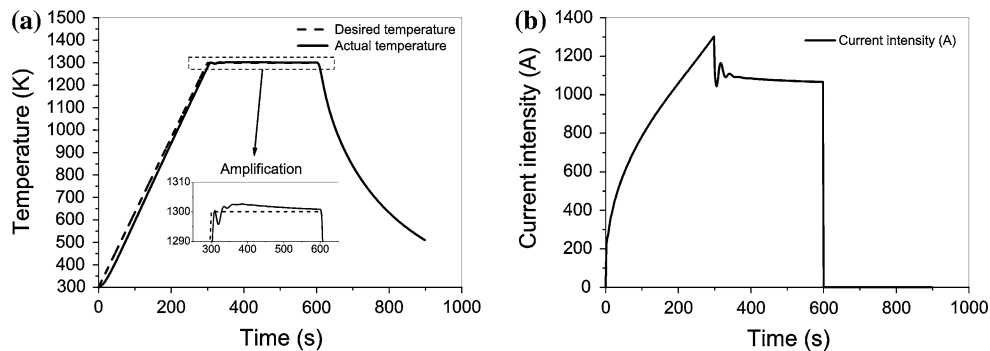 (a)
1500
1400
1300
1200
1100
1000
900
800
700
600
500
400
300
Temperature (K)
Desired temperature
Actual temperature
Amplification
1310
1300
1290
300 400 500 600
0 200 400 600 800 1000
Time (s)
(b)
1400
1200
1000
800
600
400
200
0
Current intensity (A)
Current intensity (A)
0 200 400 600 800 1000
Time (s)